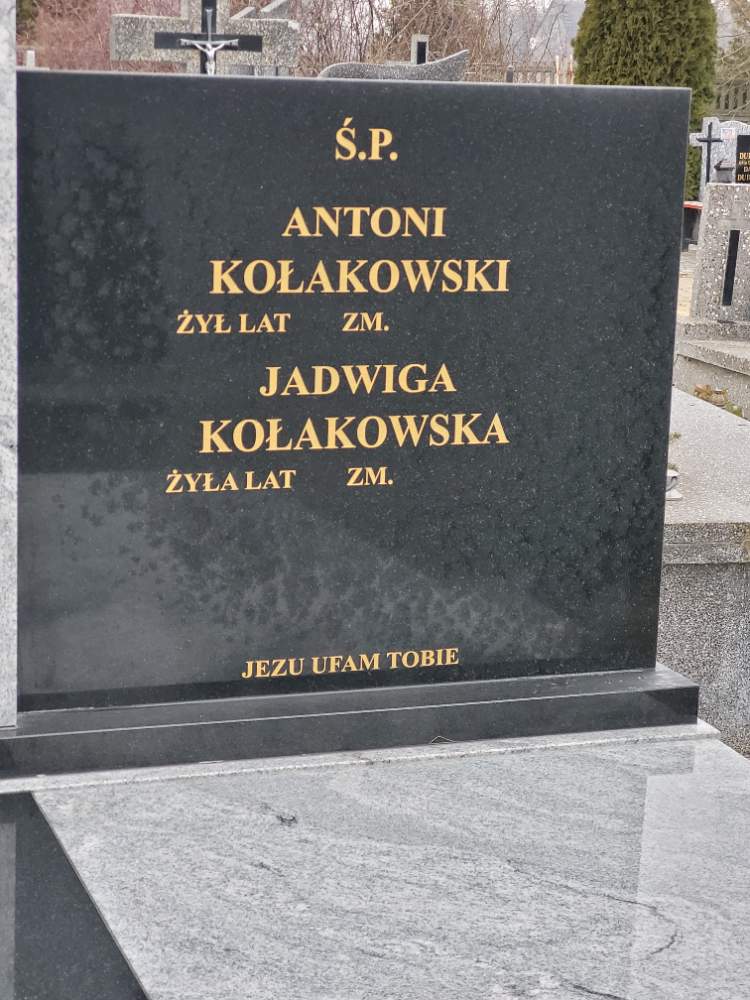 Ś.P.
ANTONI
KOŁAKOWSKI
ŻYŁ LAT ZM.
JADWIGA
KOŁAKOWSKA
ŻYŁA LAT ZM.
JEZU UFAM TOBIE